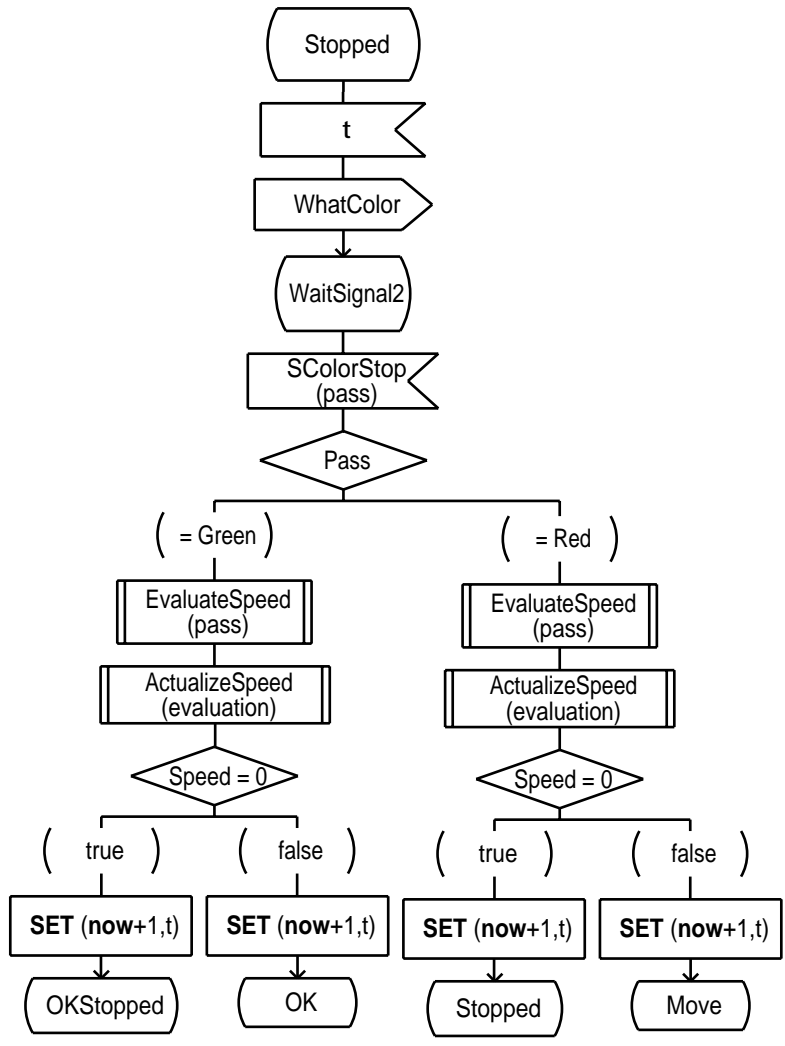 Stopped
t
WhatColor
WaitSignal2
SColorStop
(pass)
Pass
( = Green )
( = Red )
EvaluateSpeed
(pass)
EvaluateSpeed
(pass)
ActualizeSpeed
(evaluation)
ActualizeSpeed
(evaluation)
Speed = 0
Speed = 0
( true )
( false )
( true )
( false )
SET (now+1,t)
SET (now+1,t)
SET (now+1,t)
SET (now+1,t)
OKStopped
OK
Stopped
Move